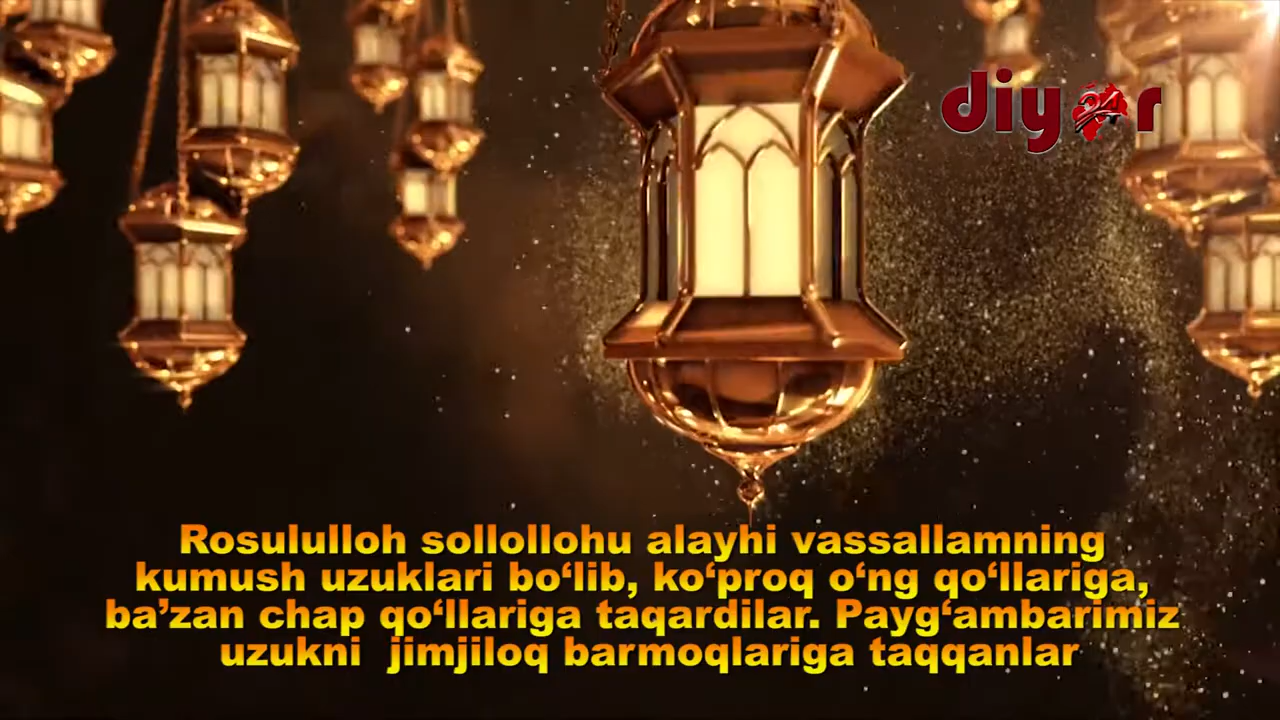 diyor
24
Rosululloh sollollohu alayhi vassallamning
kumush uzuklari bo‘lib, ko‘proq o‘ng qo‘llariga,
ba’zan chap qo‘llariga taqardilar. Payg‘ambarimiz
uzukni jimjiloq barmoqlariga taqqanlar